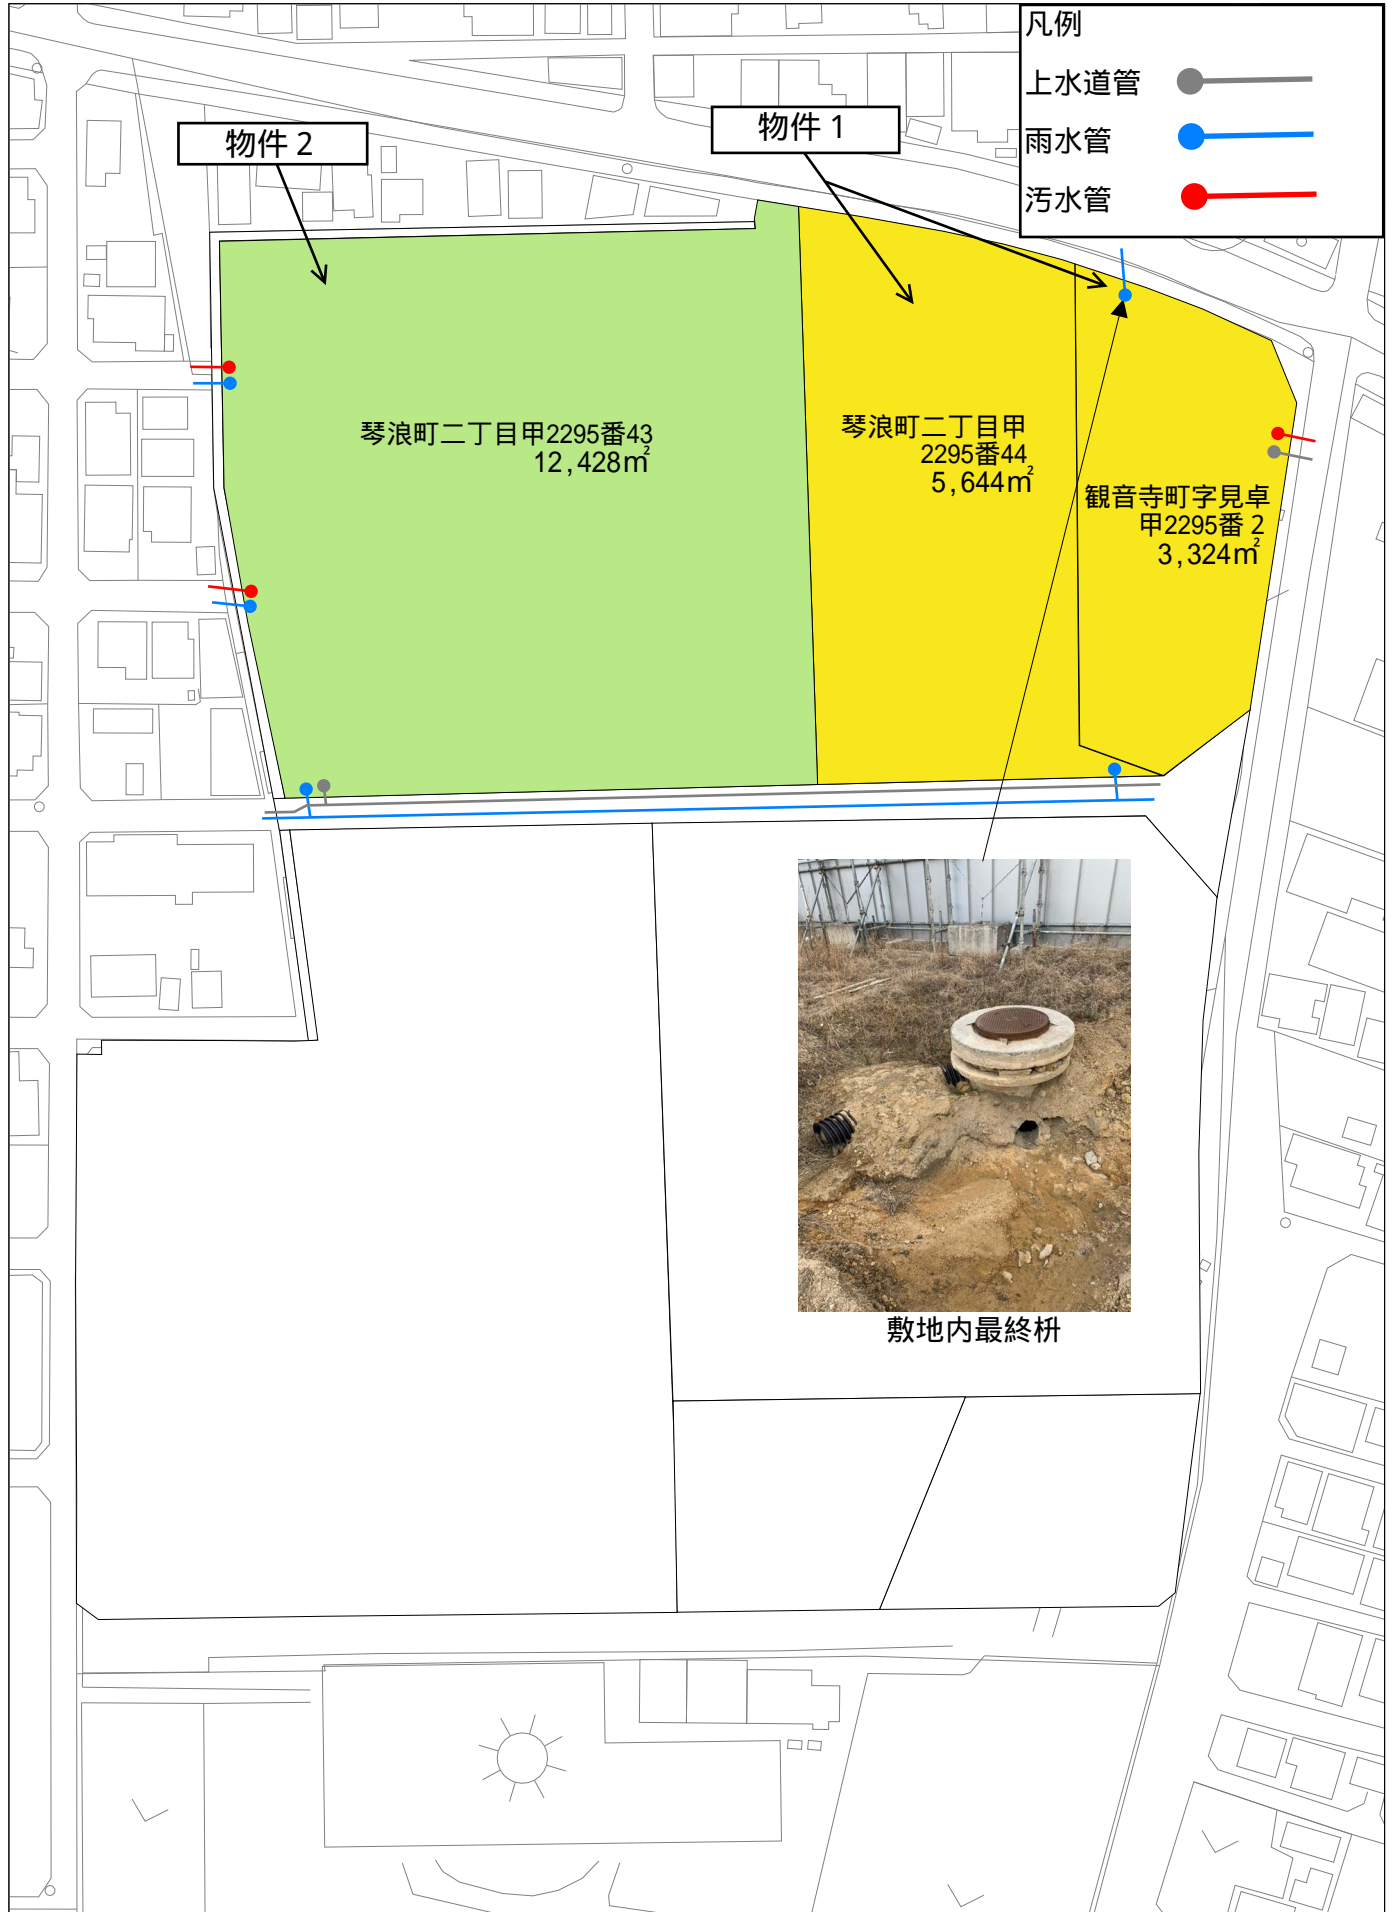 凡例
上水道管
雨水管
汚水管
物件２
物件１
琴浪町二丁目甲2295番43
12,428㎡
琴浪町二丁目甲
2295番44
5,644㎡
観音寺町字見卓
甲2295番２
3,324㎡
敷地内最終枡